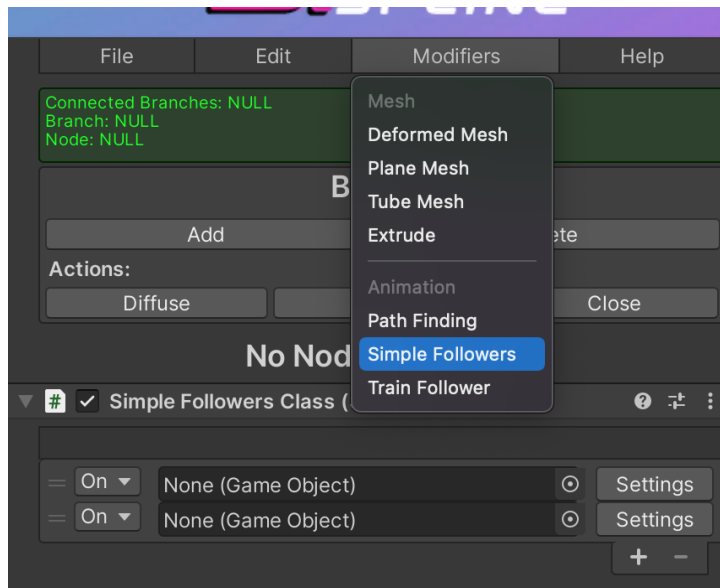 File Edit Modifiers Help
Connected Branches: NULL
Branch: NULL
Node: NULL
Mesh
Deformed Mesh
Plane Mesh
Tube Mesh
Extrude
Animation
Path Finding
Simple Followers
Train Follower
Add
Actions:
Diffuse Close
No Nod
Simple Followers Class (
On None (Game Object) Settings
On None (Game Object) Settings